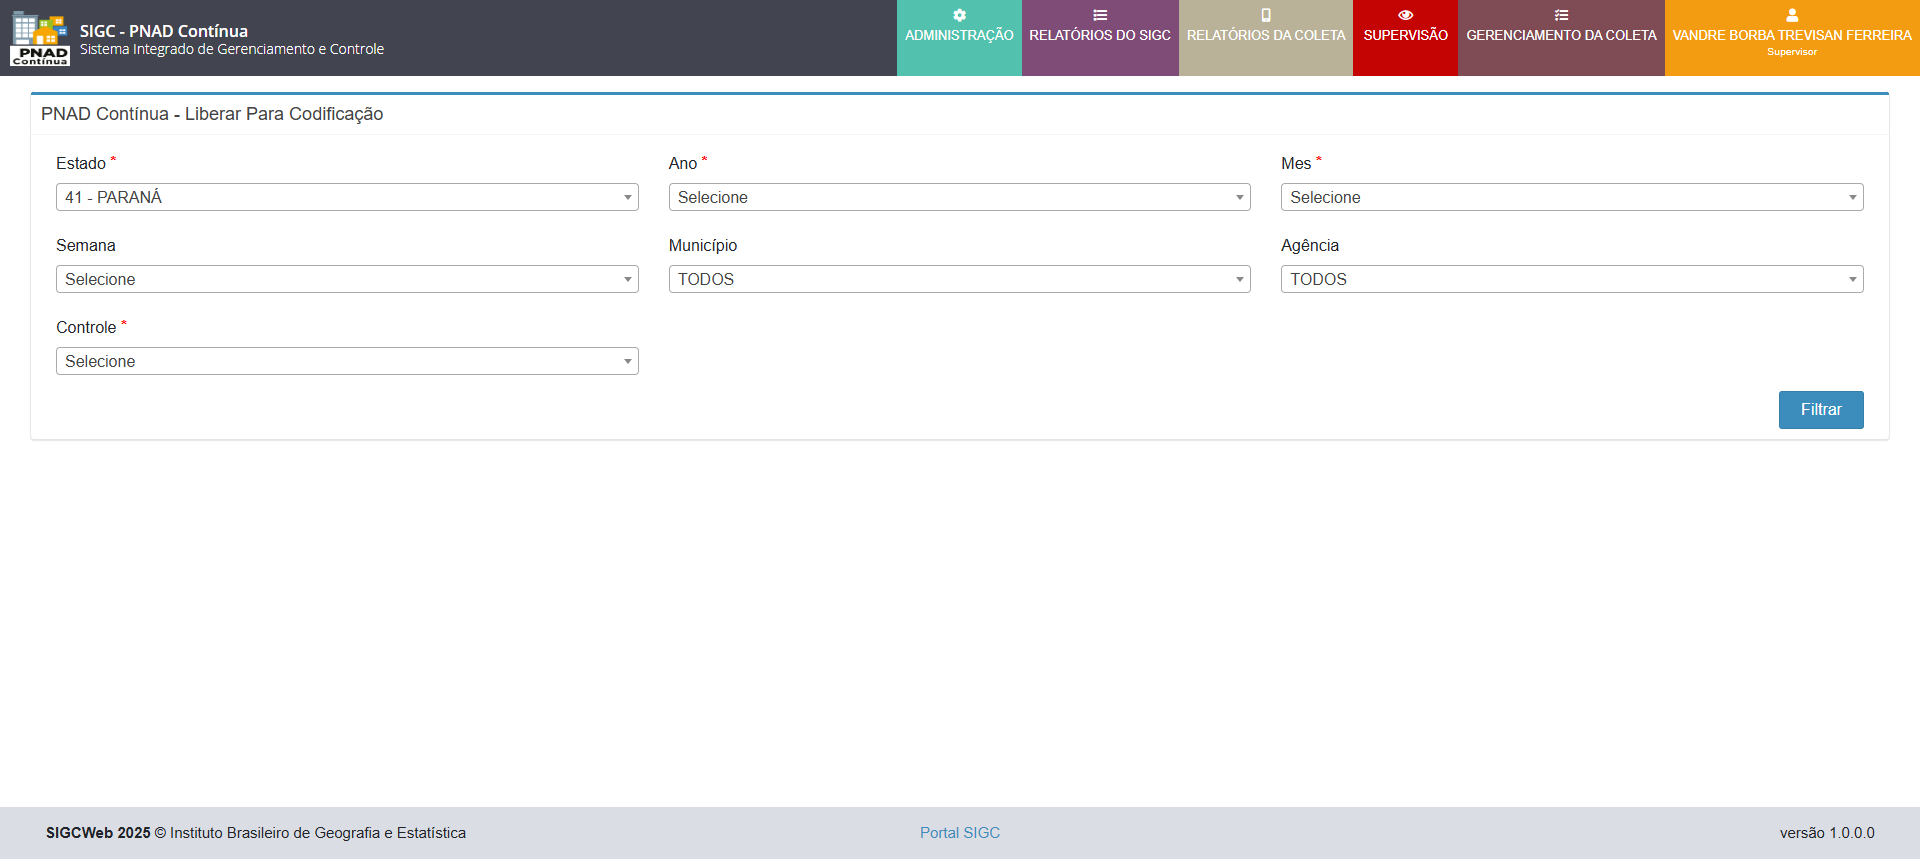 PNAD
Contínua
SIGC - PNAD Contínua
Sistema Integrado de Gerenciamento e Controle
ADMINISTRAÇÃO
RELATÓRIOS DO SIGC
RELATÓRIOS DA COLETA
SUPERVISÃO
GERENCIAMENTO DA COLETA
VANDRE BORBA TREVISAN FERREIRA
Supervisor
PNAD Contínua - Liberar Para Codificação
Estado *
41 - PARANÁ
Ano *
Selecione
Mes *
Selecione
Semana
Selecione
Município
TODOS
Agência
TODOS
Controle *
Selecione
Filtrar
SIGCWeb 2025 © Instituto Brasileiro de Geografia e Estatística
Portal SIGC
versão 1.0.0.0